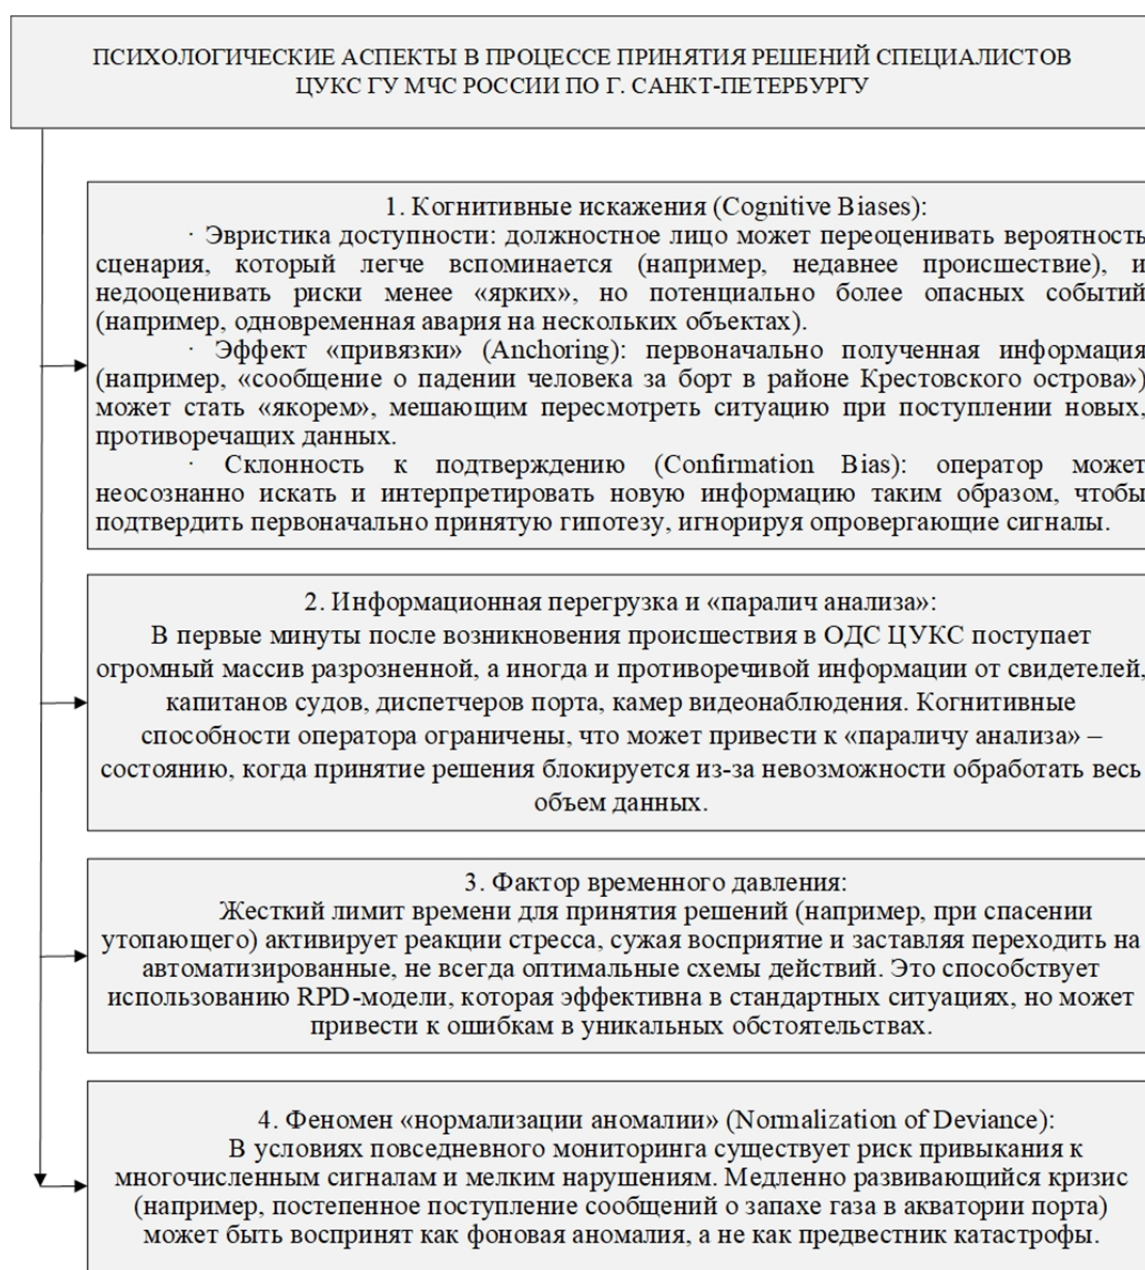 ПСИХОЛОГИЧЕСКИЕ АСПЕКТЫ В ПРОЦЕССЕ ПРИНЯТИЯ РЕШЕНИЙ СПЕЦИАЛИСТОВ
ЦУКС ГУ МЧС РОССИИ ПО Г. САНКТ-ПЕТЕРБУРГУ
1. Когнитивные искажения (Cognitive Biases):
· Эвристика доступности: должностное лицо может переоценивать вероятность
сценария, который легче вспоминается (например, недавнее происшествие), и
недооценивать риски менее «ярких», но потенциально более опасных событий
(например, одновременная авария на нескольких объектах).
· Эффект «привязки» (Anchoring): первоначально полученная информация
(например, «сообщение о падении человека за борт в районе Крестовского острова»)
может стать «якорем», мешающим пересмотреть ситуацию при поступлении новых,
противоречащих данных.
· Склонность к подтверждению (Confirmation Bias): оператор может
неосознанно искать и интерпретировать новую информацию таким образом, чтобы
подтвердить первоначально принятую гипотезу, игнорируя опровергающие сигналы.
2. Информационная перегрузка и «паралич анализа»:
В первые минуты после возникновения происшествия в ОДС ЦУКС поступает
огромный массив разрозненной, а иногда и противоречивой информации от свидетелей,
капитанов судов, диспетчеров порта, камер видеонаблюдения. Когнитивные
способности оператора ограничены, что может привести к «параличу анализа» –
состоянию, когда принятие решения блокируется из-за невозможности обработать весь
объем данных.
3. Фактор временного давления:
Жесткий лимит времени для принятия решений (например, при спасении
утопающего) активирует реакции стресса, сужая восприятие и заставляя переходить на
автоматизированные, не всегда оптимальные схемы действий. Это способствует
использованию RPD-модели, которая эффективна в стандартных ситуациях, но может
привести к ошибкам в уникальных обстоятельствах.
4. Феномен «нормализации аномалии» (Normalization of Deviance):
В условиях повседневного мониторинга существует риск привыкания к
многочисленным сигналам и мелким нарушениям. Медленно развивающийся кризис
(например, постепенное поступление сообщений о запахе газа в акватории порта)
может быть воспринят как фоновая аномалия, а не как предвестник катастрофы.